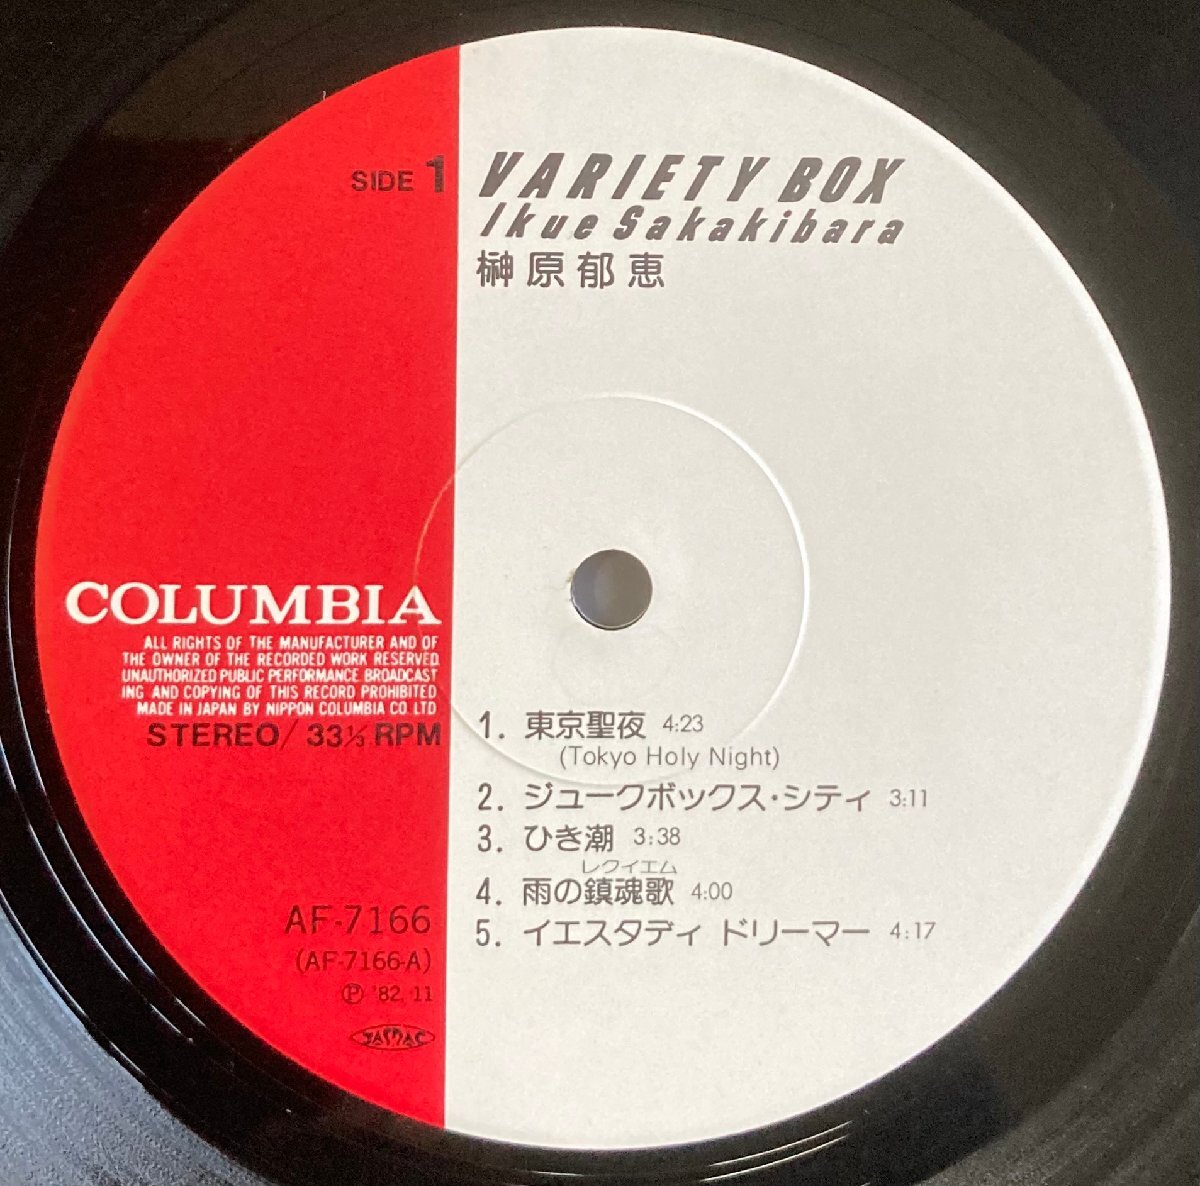 SIDE 1
VARIETY BOX
Ikue Sakakibara
榊原郁恵
COLUMBIA
ALL RIGHTS OF THE MANUFACTURER AND OF
THE OWNER OF THE RECORDED WORK RESERVED
UNAUTHORIZED PUBLIC PERFORMANCE BROADCAST
ING AND COPYING OF THIS RECORD PROHIBITED
MADE IN JAPAN BY NIPPON COLUMBIA CO. LTD
STEREO/33⅓ RPM
1. 東京聖夜 4:23
(Tokyo Holy Night)
2. ジュークボックス・シティ 3:11
3. ひき潮 3:38
レクイエム
4. 雨の鎮魂歌 4:00
5. イエスタデイ ドリーマー 4:17
AF-7166
(AF-7166-A)
Ⓟ '82, 11
JASRAC